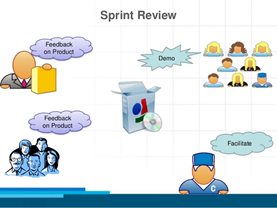 Sprint Review
Feedback
on Product
Demo
Feedback
on Product
Facilitate
C